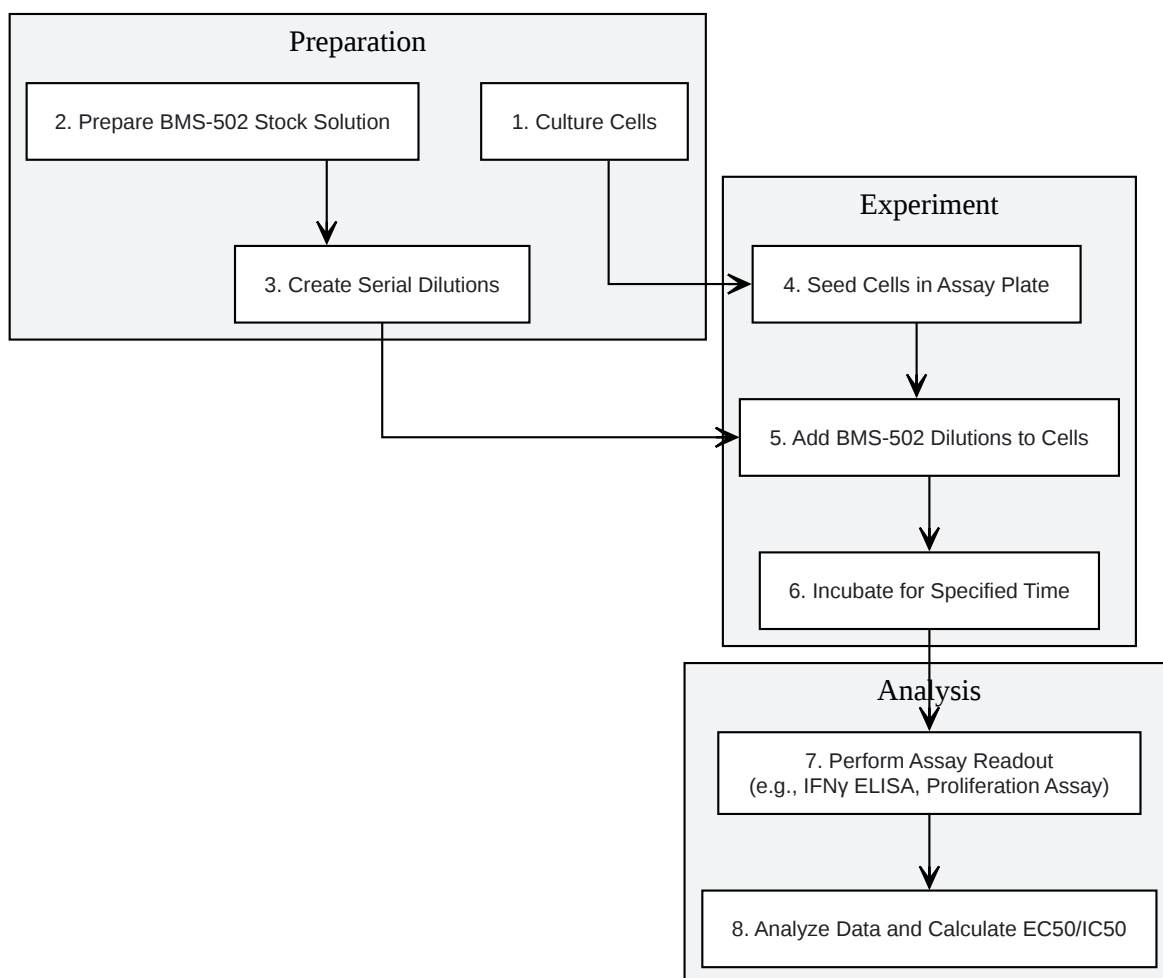 Preparation
2. Prepare BMS-502 Stock Solution
1. Culture Cells
3. Create Serial Dilutions
Experiment
4. Seed Cells in Assay Plate
5. Add BMS-502 Dilutions to Cells
6. Incubate for Specified Time
Analysis
7. Perform Assay Readout
(e.g., IFNγ ELISA, Proliferation Assay)
8. Analyze Data and Calculate EC50/IC50